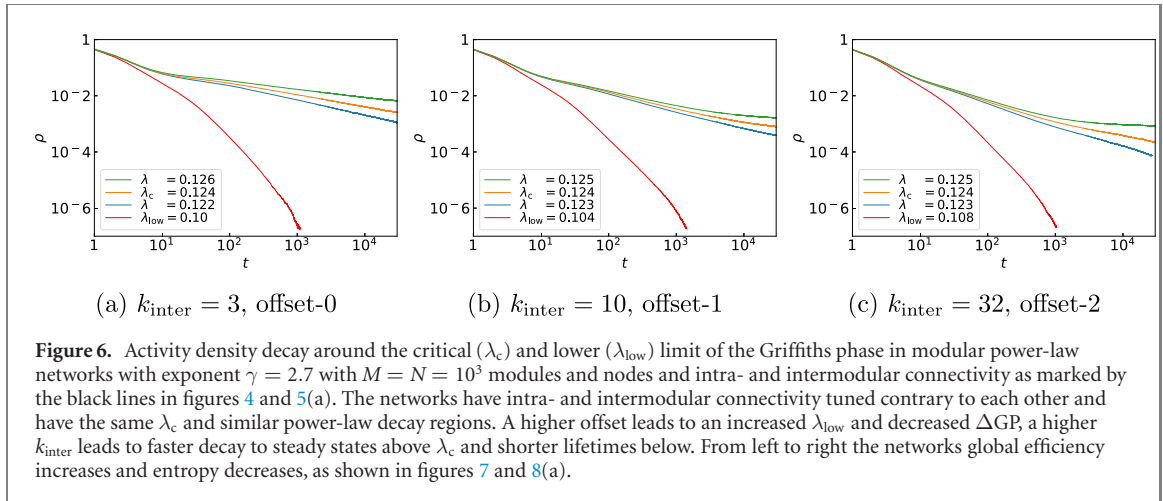 1
10⁻²
10⁻⁴
10⁻⁶
ρ
λ = 0.126
λc = 0.124
λ = 0.122
λlow = 0.10
1 10¹ 10² 10³ 10⁴
t
(a) kinter = 3, offset-0
1
10⁻²
10⁻⁴
10⁻⁶
ρ
λ = 0.125
λc = 0.124
λ = 0.123
λlow = 0.104
1 10¹ 10² 10³ 10⁴
t
(b) kinter = 10, offset-1
1
10⁻²
10⁻⁴
10⁻⁶
ρ
λ = 0.125
λc = 0.124
λ = 0.123
λlow = 0.108
1 10¹ 10² 10³ 10⁴
t
(c) kinter = 32, offset-2
Figure 6. Activity density decay around the critical (λc) and lower (λlow) limit of the Griffiths phase in modular power-law
networks with exponent γ = 2.7 with M = N = 10³ modules and nodes and intra- and intermodular connectivity as marked by
the black lines in figures 4 and 5(a). The networks have intra- and intermodular connectivity tuned contrary to each other and
have the same λc and similar power-law decay regions. A higher offset leads to an increased λlow and decreased ΔGP, a higher
kinter leads to faster decay to steady states above λc and shorter lifetimes below. From left to right the networks global efficiency
increases and entropy decreases, as shown in figures 7 and 8(a).